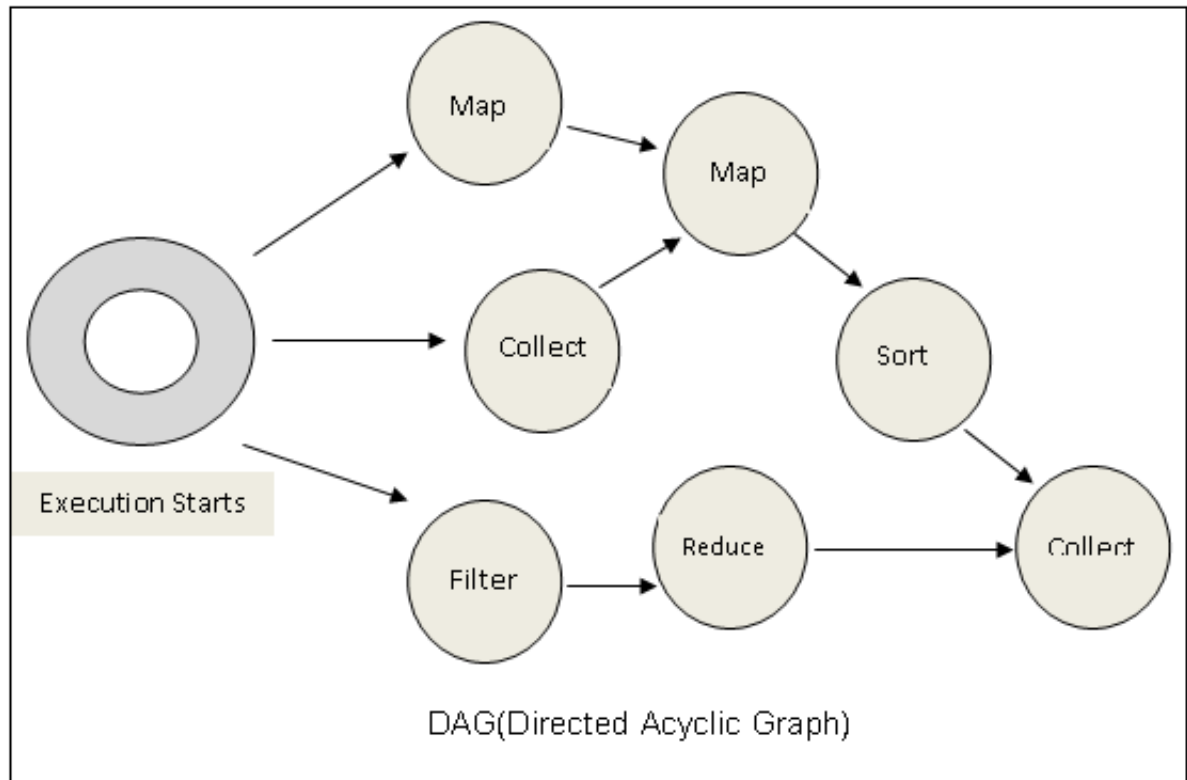 Map
Map
Collect
Sort
Execution Starts
Filter
Reduce
Collect
DAG(Directed Acyclic Graph)